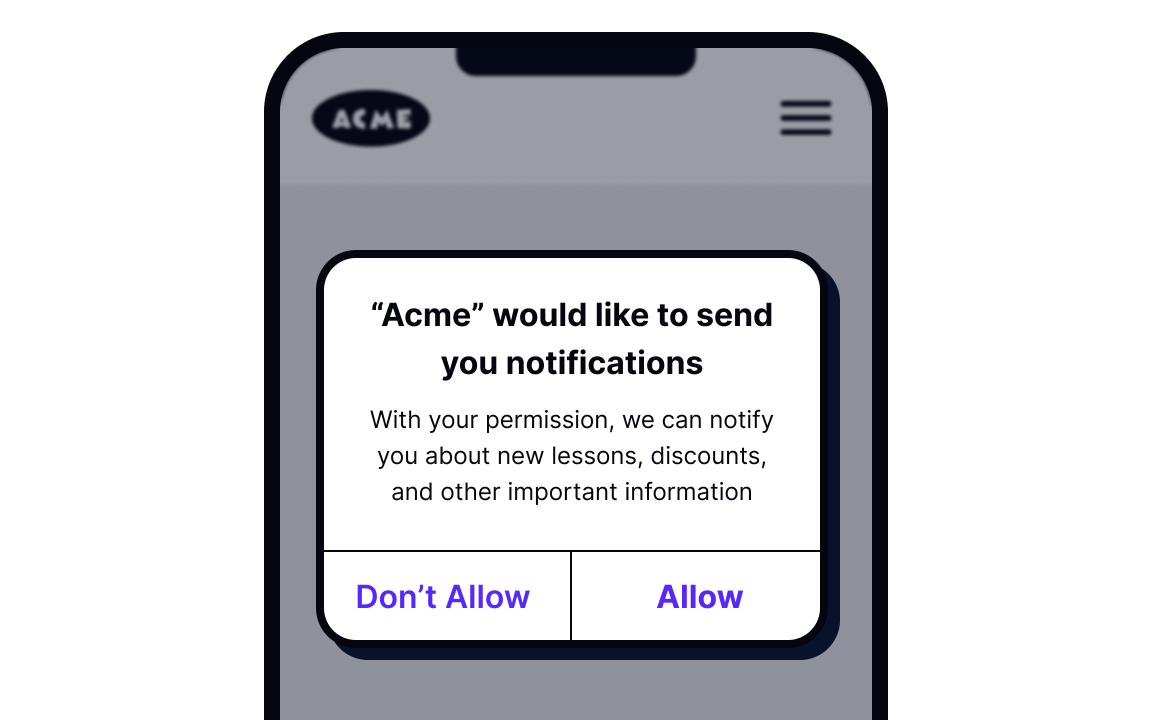 ACME
“Acme” would like to send
you notifications
With your permission, we can notify
you about new lessons, discounts,
and other important information
Don’t Allow
Allow